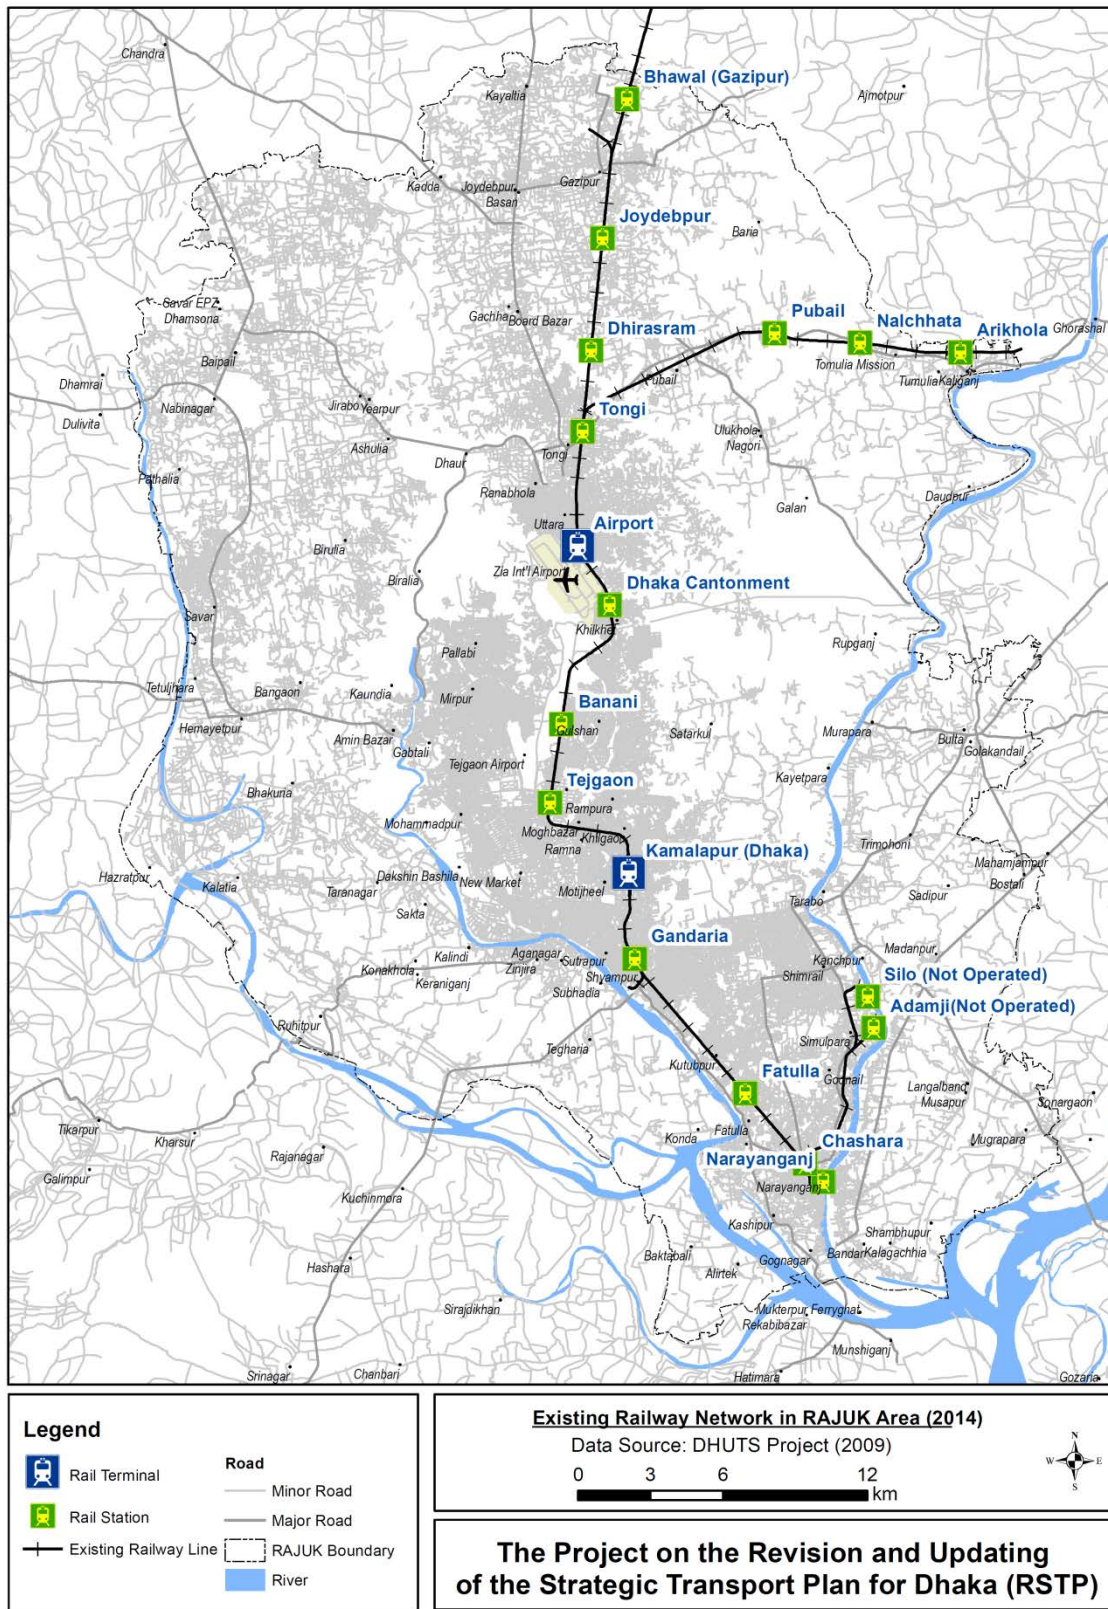 Chandra
Bhawal (Gazipur)
Kayaltia
Ajmotpur
Kadda
Joydebpur
Basan
Gazipur
Joydebpur
Baria
Savar EPZ
Dhamsona
Gachha
Board Bazar
Pubail
Nalchhata
Arikhola
Ghorashal
Dhirasram
Baipail
Tomulia Mission
Dhamrai
Pubail
Tumulia
Kaliganj
Nabinagar
Jirabo
Yearpur
Dulivita
Tongi
Ulukhola
Nagori
Ashulia
Tongi
Dhaur
Pathalia
Ranabhola
Daudpur
Galan
Uttara
Airport
Birulia
Zia Int'l Airport
Biralia
Dhaka Cantonment
Savar
Khilkhet
Rupganj
Pallabi
Tetuljhara
Bangaon
Kaundia
Mirpur
Banani
Hemayetpur
Gulshan
Satarkul
Murapara
Amin Bazar
Gabtali
Bulta
Golakandail
Tejgaon Airport
Tejgaon
Kayetpara
Bhakuria
Rampura
Mohammadpur
Moghbazar
Khilgaon
Ramna
Trimohoni
Kamalapur (Dhaka)
Mahamjampur
Hazratpur
Kalatia
Taranagar
Dakshin Bashila
New Market
Motijheel
Bostali
Sadipur
Tarabo
Sakta
Gandaria
Madanpur
Kalindi
Aganagar
Zinjira
Sutrapur
Kanchpur
Konakhola
Keraniganj
Shyampur
Shimrail
Silo (Not Operated)
Subhadia
Adamji(Not Operated)
Ruhitpur
Simulpara
Tegharia
Kutubpur
Fatulla
Godnail
Langalband
Musapur
Sonargaon
Tikarpur
Kharsur
Fatulla
Konda
Chashara
Mugrapara
Rajanagar
Narayanganj
Galimpur
Kuchinmora
Narayanganj
Kashipur
Shambhupur
Hashara
Baktabali
Gognagar
Bandar
Kalagachhia
Alirtek
Sirajdikhan
Mukterpur Ferryghat
Rekabibazar
Munshiganj
Srinagar
Chanbari
Hatimara
Gozaria
Legend
Rail Terminal
Rail Station
Existing Railway Line
Road
Minor Road
Major Road
RAJUK Boundary
River
Existing Railway Network in RAJUK Area (2014)
Data Source: DHUTS Project (2009)
0 3 6 12
km
N
W E
S
The Project on the Revision and Updating
of the Strategic Transport Plan for Dhaka (RSTP)